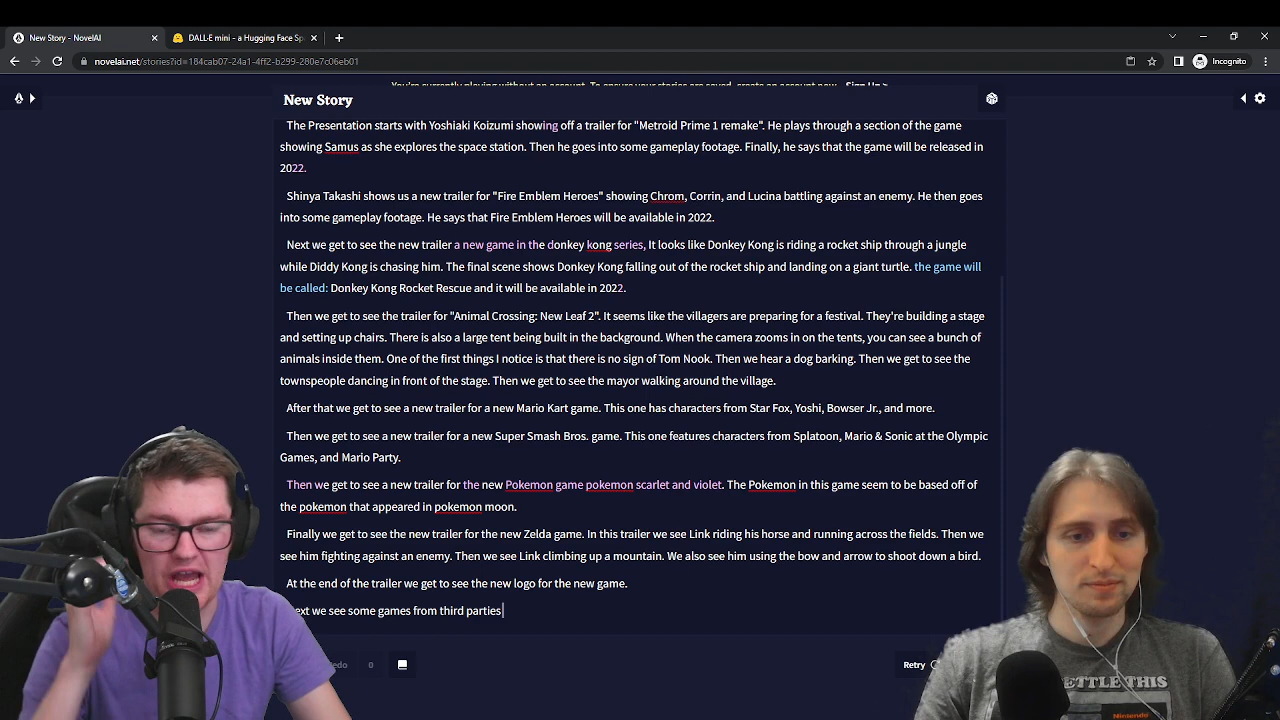 New Story - NovelAI
DALL·E mini - a Hugging Face Sp
novelai.net/stories?id=184cab07-24a1-4ff2-b299-280e7c06eb01
Incognito
New Story
The Presentation starts with Yoshiaki Koizumi showing off a trailer for "Metroid Prime 1 remake". He plays through a section of the game
showing Samus as she explores the space station. Then he goes into some gameplay footage. Finally, he says that the game will be released in
2022.
Shinya Takashi shows us a new trailer for "Fire Emblem Heroes" showing Chrom, Corrin, and Lucina battling against an enemy. He then goes
into some gameplay footage. He says that Fire Emblem Heroes will be available in 2022.
Next we get to see the new trailer a new game in the donkey kong series, It looks like Donkey Kong is riding a rocket ship through a jungle
while Diddy Kong is chasing him. The final scene shows Donkey Kong falling out of the rocket ship and landing on a giant turtle. the game will
be called: Donkey Kong Rocket Rescue and it will be available in 2022.
Then we get to see the trailer for "Animal Crossing: New Leaf 2". It seems like the villagers are preparing for a festival. They're building a stage
and setting up chairs. There is also a large tent being built in the background. When the camera zooms in on the tents, you can see a bunch of
animals inside them. One of the first things I notice is that there is no sign of Tom Nook. Then we hear a dog barking. Then we get to see the
townspeople dancing in front of the stage. Then we get to see the mayor walking around the village.
After that we get to see a new trailer for a new Mario Kart game. This one has characters from Star Fox, Yoshi, Bowser Jr., and more.
Then we get to see a new trailer for a new Super Smash Bros. game. This one features characters from Splatoon, Mario & Sonic at the Olympic
Games, and Mario Party.
Then we get to see a new trailer for the new Pokemon game pokemon scarlet and violet. The Pokemon in this game seem to be based off of
the pokemon that appeared in pokemon moon.
Finally we get to see the new trailer for the new Zelda game. In this trailer we see Link riding his horse and running across the fields. Then we
see him fighting against an enemy. Then we see Link climbing up a mountain. We also see him using the bow and arrow to shoot down a bird.
At the end of the trailer we get to see the new logo for the new game.
ext we see some games from third parties
edo 0
Retry
ETTLE THIS
Nintendo